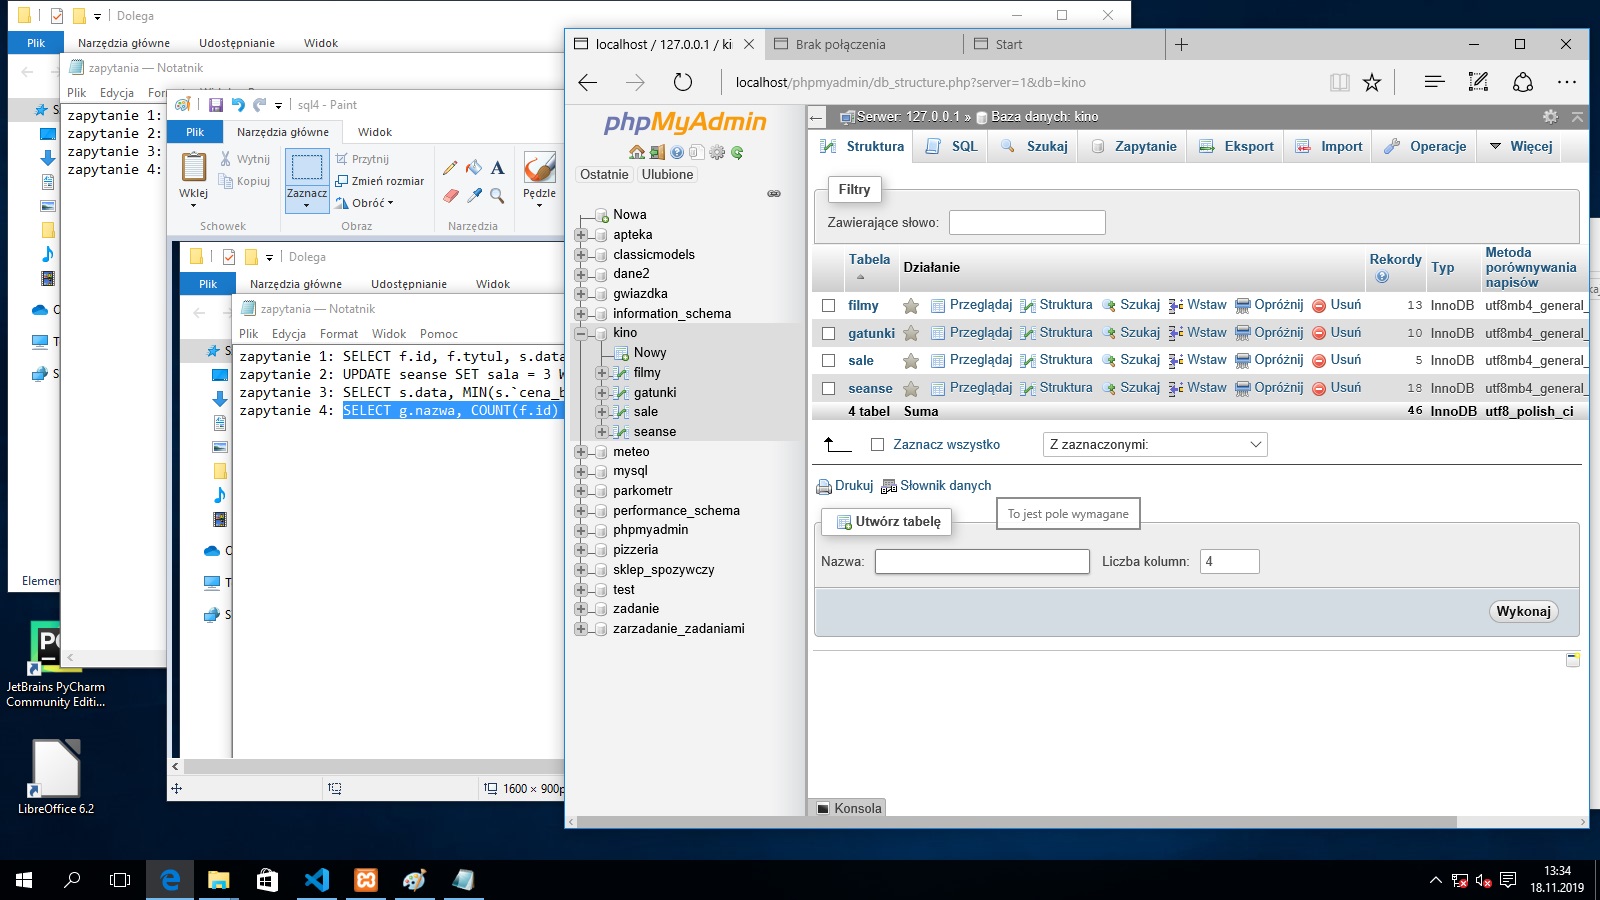 Dolega
Plik Narzędzia główne Udostępnianie Widok
zapytania — Notatnik
Plik Edycja
zapytanie 1:
zapytanie 2:
zapytanie 3:
zapytanie 4:
Elemen
sql4 - Paint
Plik Narzędzia główne Widok
Wklej
Wytnij
Kopiuj
Schowek
Zaznacz
Przytnij
Zmień rozmiar
Obróć
Obraz
Narzędzia
Pędzle
Dolega
Plik Narzędzia główne Udostępnianie Widok
zapytania — Notatnik
Plik Edycja Format Widok Pomoc
zapytanie 1: SELECT f.id, f.tytul, s.data
zapytanie 2: UPDATE seanse SET sala = 3 W
zapytanie 3: SELECT s.data, MIN(s.`cena_b
zapytanie 4: SELECT g.nazwa, COUNT(f.id)
1600 × 900p
localhost / 127.0.0.1 / ki Brak połączenia Start
localhost/phpmyadmin/db_structure.php?server=1&db=kino
phpMyAdmin
Ostatnie Ulubione
Nowa
apteka
classicmodels
dane2
gwiazdka
information_schema
kino
Nowy
filmy
gatunki
sale
seanse
meteo
mysql
parkometr
performance_schema
phpmyadmin
pizzeria
sklep_spozywczy
test
zadanie
zarzadanie_zadaniami
Serwer: 127.0.0.1 » Baza danych: kino
Struktura SQL Szukaj Zapytanie Eksport Import Operacje Więcej
Filtry
Zawierające słowo:
Tabela Działanie Rekordy Typ Metoda porównywania napisów
filmy Przeglądaj Struktura Szukaj Wstaw Opróżnij Usuń 13 InnoDB utf8mb4_general_
gatunki Przeglądaj Struktura Szukaj Wstaw Opróżnij Usuń 10 InnoDB utf8mb4_general_
sale Przeglądaj Struktura Szukaj Wstaw Opróżnij Usuń 5 InnoDB utf8mb4_general_
seanse Przeglądaj Struktura Szukaj Wstaw Opróżnij Usuń 18 InnoDB utf8mb4_general_
4 tabel Suma 46 InnoDB utf8_polish_ci
Zaznacz wszystko Z zaznaczonymi:
Drukuj Słownik danych
To jest pole wymagane
Utwórz tabelę
Nazwa: Liczba kolumn: 4
Wykonaj
Konsola
JetBrains PyCharm
Community Editi...
LibreOffice 6.2
13:34
18.11.2019